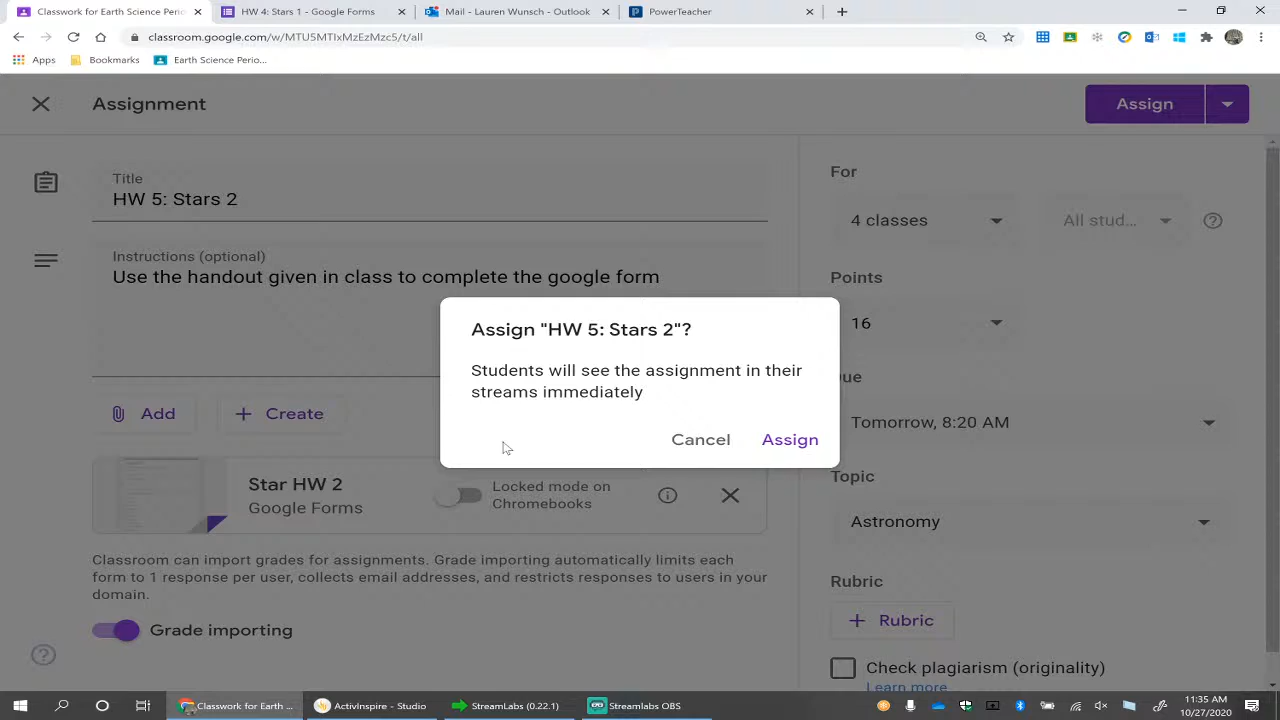 Classwork for Earth Science Perio
HW 4: Stars 1 - Google Forms
Mail - Lauren Wunsch - Outlook
PowerTeacher
classroom.google.com/w/MTU5MTIxMzEzMzc5/t/all
Apps
Bookmarks
Earth Science Perio...
Assignment
Assign
Title
HW 5: Stars 2
Instructions (optional)
Use the handout given in class to complete the google form
For
4 classes
All stud...
Points
16
Due
Tomorrow, 8:20 AM
Topic
Astronomy
Rubric
Rubric
Check plagiarism (originality)
Learn more
Assign "HW 5: Stars 2"?
Students will see the assignment in their
streams immediately
Cancel
Assign
Add
Create
Star HW 2
Google Forms
Locked mode on
Chromebooks
Classroom can import grades for assignments. Grade importing automatically limits each
form to 1 response per user, collects email addresses, and restricts responses to users in your
domain.
Grade importing
Classwork for Earth ...
ActivInspire - Studio
StreamLabs (0.22.1)
Streamlabs OBS
11:35 AM
10/27/2020